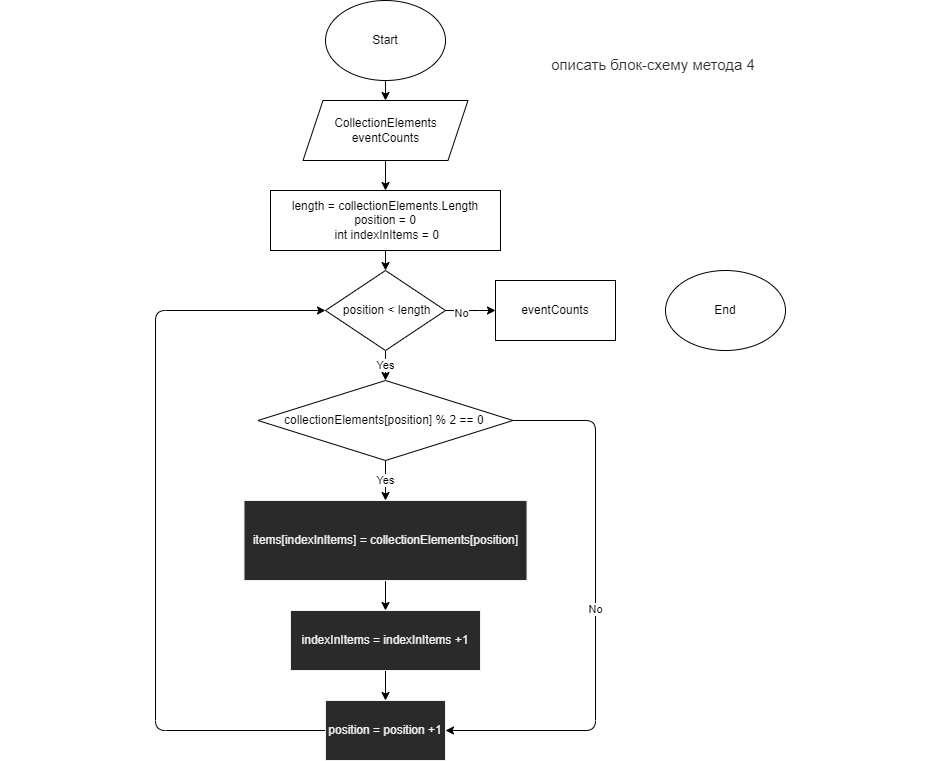 Start
описать блок-схему метода 4
CollectionElements
eventCounts
length = collectionElements.Length
position = 0
int indexInItems = 0
position < length
No
eventCounts
End
Yes
collectionElements[position] % 2 == 0
Yes
items[indexInItems] = collectionElements[position]
No
indexInItems = indexInItems +1
position = position +1